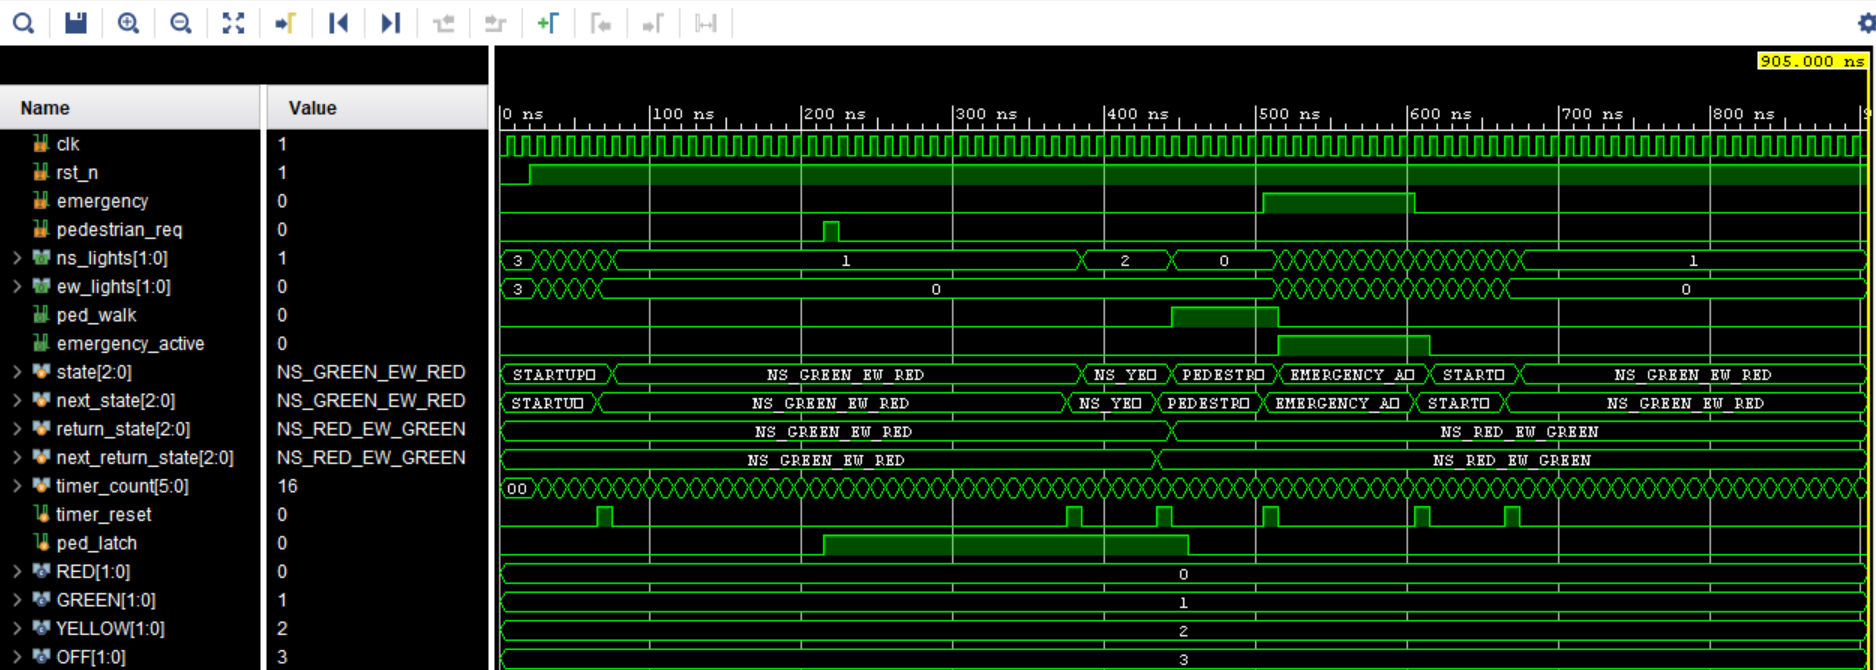 905.000 ns
Name Value
0 ns 100 ns 200 ns 300 ns 400 ns 500 ns 600 ns 700 ns 800 ns 9
clk 1
rst_n 1
emergency 0
pedestrian_req 0
ns_lights[1:0] 1 3 1 2 0 1
ew_lights[1:0] 0 3 0 0
ped_walk 0
emergency_active 0
state[2:0] NS_GREEN_EW_RED STARTUP□ NS_GREEN_EW_RED NS_YE□ PEDESTR□ EMERGENCY_A□ START□ NS_GREEN_EW_RED
next_state[2:0] NS_GREEN_EW_RED STARTU□ NS_GREEN_EW_RED NS_YE□ PEDESTR□ EMERGENCY_A□ START□ NS_GREEN_EW_RED
return_state[2:0] NS_RED_EW_GREEN NS_GREEN_EW_RED NS_RED_EW_GREEN
next_return_state[2:0] NS_RED_EW_GREEN NS_GREEN_EW_RED NS_RED_EW_GREEN
timer_count[5:0] 16 00
timer_reset 0
ped_latch 0
RED[1:0] 0 0
GREEN[1:0] 1 1
YELLOW[1:0] 2 2
OFF[1:0] 3 3